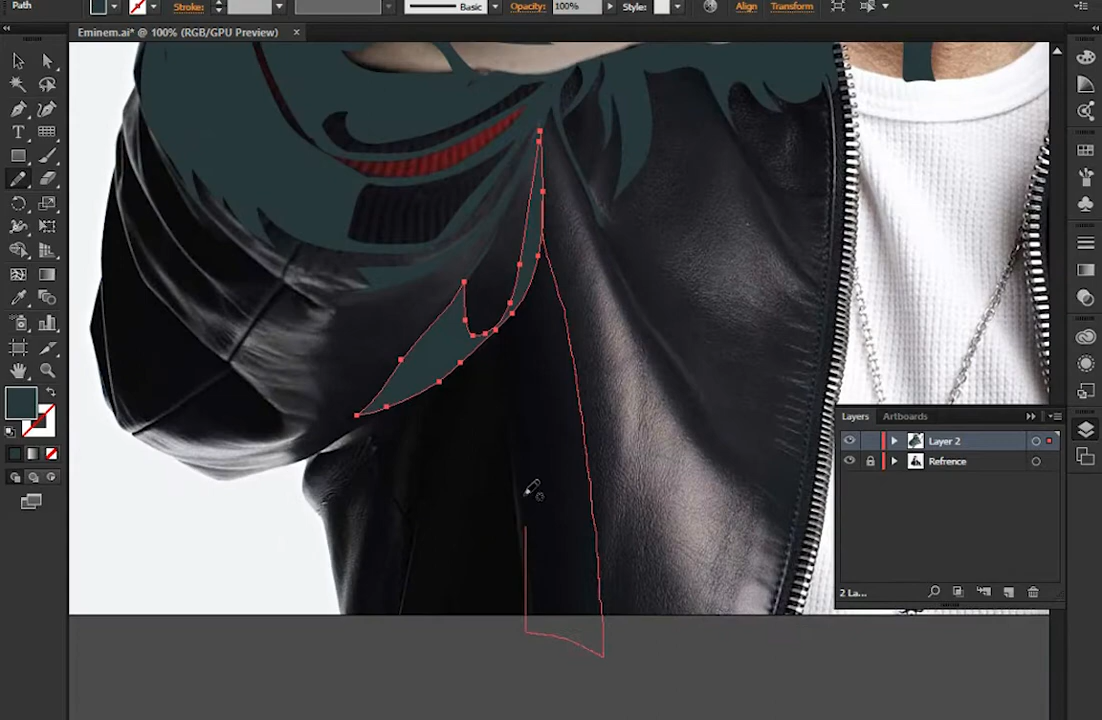 Path
Stroke:
Basic
Opacity:
100%
Style:
Align
Transform
Eminem.ai* @ 100% (RGB/GPU Preview)
Layers
Artboards
Layer 2
Refrence
2 La...